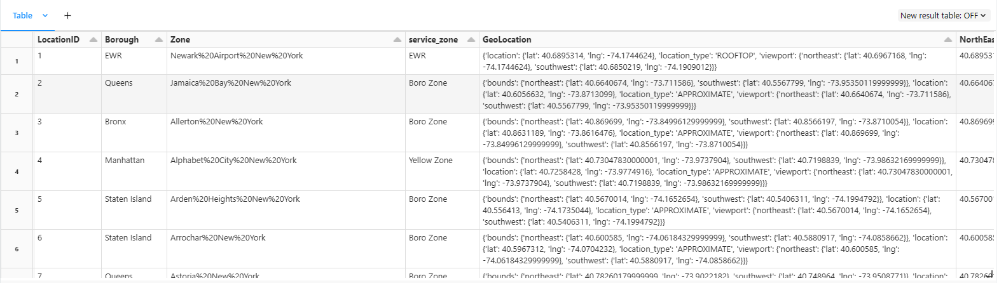 Table
+
New result table: OFF
LocationID Borough Zone service_zone GeoLocation NorthEas
1 1 EWR Newark%20Airport%20New%20York EWR {'location': {'lat': 40.6895314, 'lng': -74.1744624}, 'location_type': 'ROOFTOP', 'viewport': {'northeast': {'lat': 40.6967168, 'lng': 40.68953
-74.1744624}, 'southwest': {'lat': 40.6850219, 'lng': -74.1909012}}}
2 2 Queens Jamaica%20Bay%20New%20York Boro Zone {'bounds': {'northeast': {'lat': 40.6640674, 'lng': -73.711586}, 'southwest': {'lat': 40.5567799, 'lng': -73.95350119999999}}, 'location': 40.66406
{'lat': 40.6056632, 'lng': -73.8713099}, 'location_type': 'APPROXIMATE', 'viewport': {'northeast': {'lat': 40.6640674, 'lng': -73.711586},
'southwest': {'lat': 40.5567799, 'lng': -73.95350119999999}}}
3 3 Bronx Allerton%20New%20York Boro Zone {'bounds': {'northeast': {'lat': 40.869699, 'lng': -73.84996129999999}, 'southwest': {'lat': 40.8566197, 'lng': -73.8710054}}, 'location': 40.869699
{'lat': 40.8631189, 'lng': -73.8616476}, 'location_type': 'APPROXIMATE', 'viewport': {'northeast': {'lat': 40.869699, 'lng':
-73.84996129999999}, 'southwest': {'lat': 40.8566197, 'lng': -73.8710054}}}
4 4 Manhattan Alphabet%20City%20New%20York Yellow Zone {'bounds': {'northeast': {'lat': 40.73047830000001, 'lng': -73.9737904}, 'southwest': {'lat': 40.7198839, 'lng': -73.98632169999999}}, 40.73047
'location': {'lat': 40.7258428, 'lng': -73.9774916}, 'location_type': 'APPROXIMATE', 'viewport': {'northeast': {'lat': 40.73047830000001,
'lng': -73.9737904}, 'southwest': {'lat': 40.7198839, 'lng': -73.98632169999999}}}
5 5 Staten Island Arden%20Heights%20New%20York Boro Zone {'bounds': {'northeast': {'lat': 40.5670014, 'lng': -74.1652654}, 'southwest': {'lat': 40.5406311, 'lng': -74.1994792}}, 'location': {'lat': 40.56700
40.556413, 'lng': -74.1735044}, 'location_type': 'APPROXIMATE', 'viewport': {'northeast': {'lat': 40.5670014, 'lng': -74.1652654},
'southwest': {'lat': 40.5406311, 'lng': -74.1994792}}}
6 6 Staten Island Arrochar%20New%20York Boro Zone {'bounds': {'northeast': {'lat': 40.600585, 'lng': -74.06184329999999}, 'southwest': {'lat': 40.5880917, 'lng': -74.0858662}}, 'location': 40.600585
{'lat': 40.5967312, 'lng': -74.0704232}, 'location_type': 'APPROXIMATE', 'viewport': {'northeast': {'lat': 40.600585, 'lng':
-74.06184329999999}, 'southwest': {'lat': 40.5880917, 'lng': -74.0858662}}}
7 Queens Astoria%20New%20York Boro Zone {'bounds': {'northeast': {'lat': 40.78260179999999, 'lng': -73.9022182}, 'southwest': {'lat': 40.748964, 'lng': -73.9508771}}, 'location':